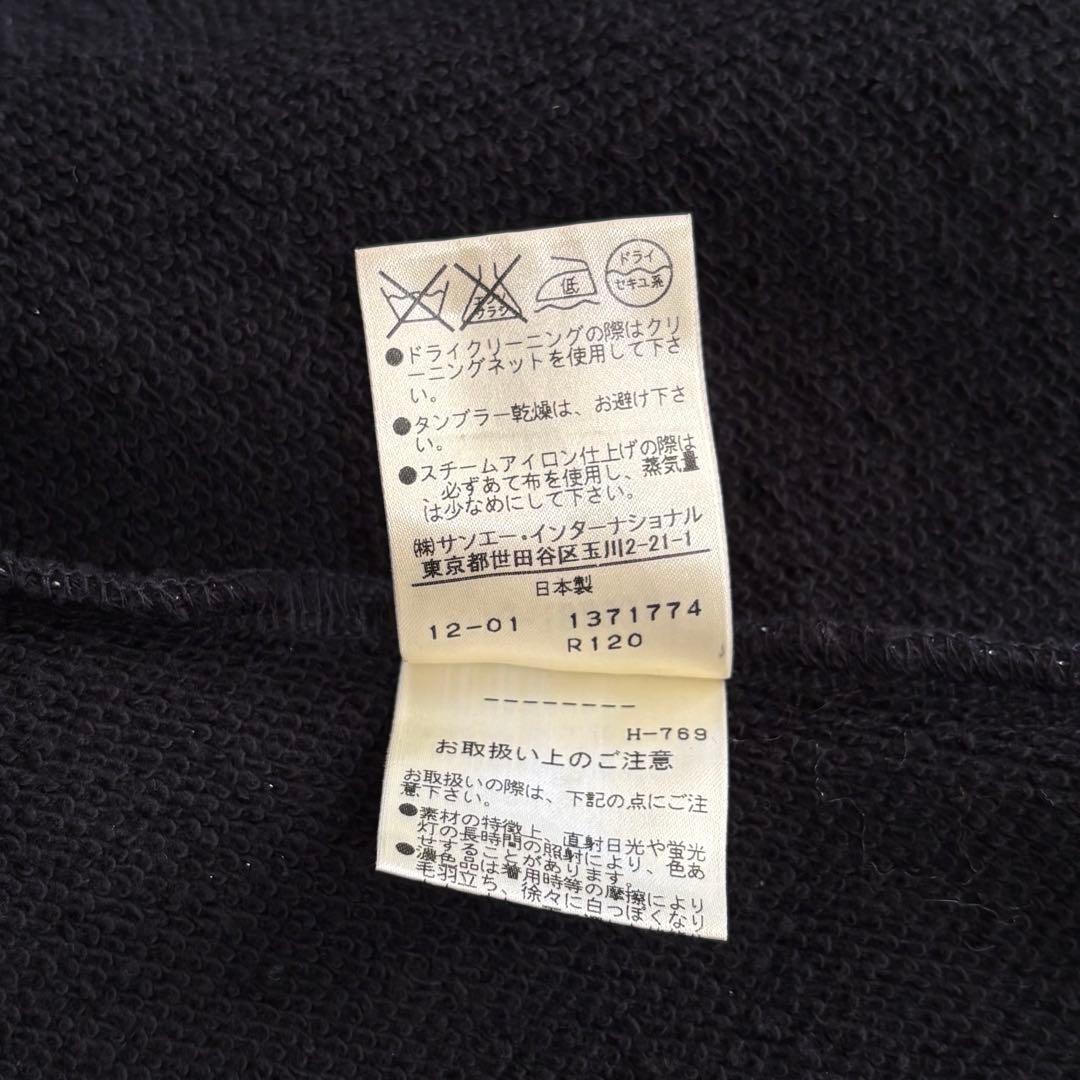 低
ドライ
セキユ系
●ドライクリーニングの際はクリ
ーニングネットを使用して下さ
い。
●タンブラー乾燥は、お避け下さ
い。
●スチームアイロン仕上げの際は
、必ずあて布を使用し、蒸気量
は少なめにして下さい。
㈱サンエー・インターナショナル
東京都世田谷区玉川2-21-1
日本製
12-01 1371774
R120
--------
H-769
お取扱い上のご注意
お取扱いの際は、下記の点にご注
意下さい。
●素材の特徴上、直射日光や蛍光
灯の長時間の照射により、色あ
せすることがあります。
●濃色品は着用時等の摩擦により
毛羽立ち、徐々に白っぽくなり